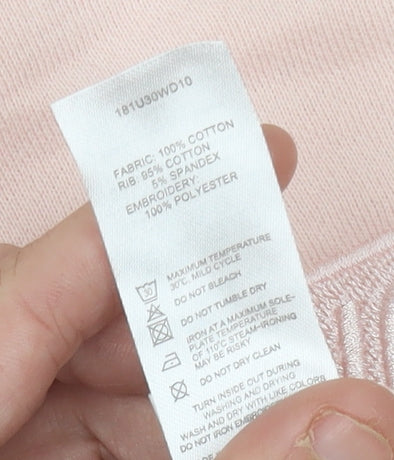 181U30WD10
FABRIC: 100% COTTON
RIB: 95% COTTON
5% SPANDEX
EMBROIDERY:
100% POLYESTER
30
MAXIMUM TEMPERATURE
30°C, MILD CYCLE
DO NOT BLEACH
DO NOT TUMBLE DRY
IRON AT A MAXIMUM SOLE-
PLATE TEMPERATURE
OF 110°C STEAM-IRONING
MAY BE RISKY
DO NOT DRY CLEAN
TURN INSIDE OUT DURING
WASHING AND DRYING
WASH AND DRY WITH LIKE COLORS
DO NOT IRON